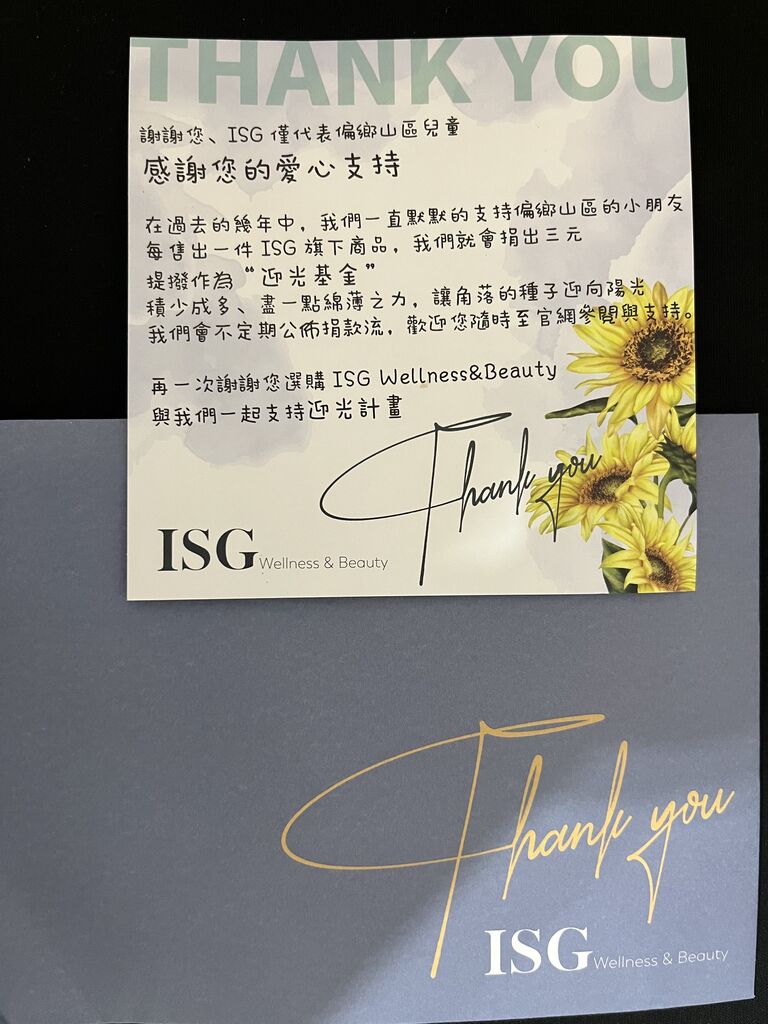 THANK YOU
謝謝您、ISG 僅代表偏鄉山區兒童
感謝您的愛心支持
在過去的幾年中，我們一直默默的支持偏鄉山區的小朋友
每售出一件 ISG 旗下商品，我們就會捐出三元
提撥作為“迎光基金”
積少成多、盡一點綿薄之力，讓角落的種子迎向陽光
我們會不定期公佈捐款流，歡迎您隨時至官網參閱與支持。
再一次謝謝您選購 ISG Wellness&Beauty
與我們一起支持迎光計畫
Thank you
ISG Wellness & Beauty
Thank you
ISG Wellness & Beauty